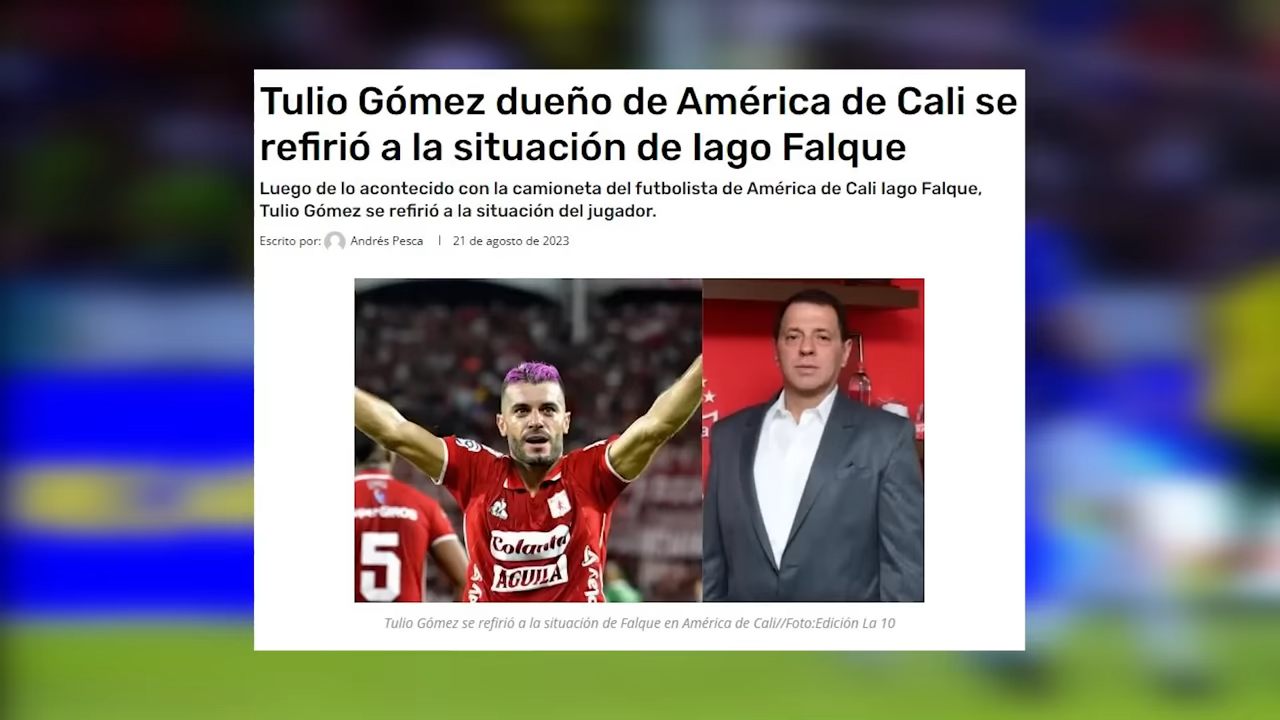 Tulio Gómez dueño de América de Cali se
refirió a la situación de Iago Falque
Luego de lo acontecido con la camioneta del futbolista de América de Cali Iago Falque,
Tulio Gómez se refirió a la situación del jugador.
Escrito por: Andrés Pesca | 21 de agosto de 2023
5
Colanta
AGUILA
Tulio Gómez se refirió a la situación de Falque en América de Cali//Foto:Edición La 10